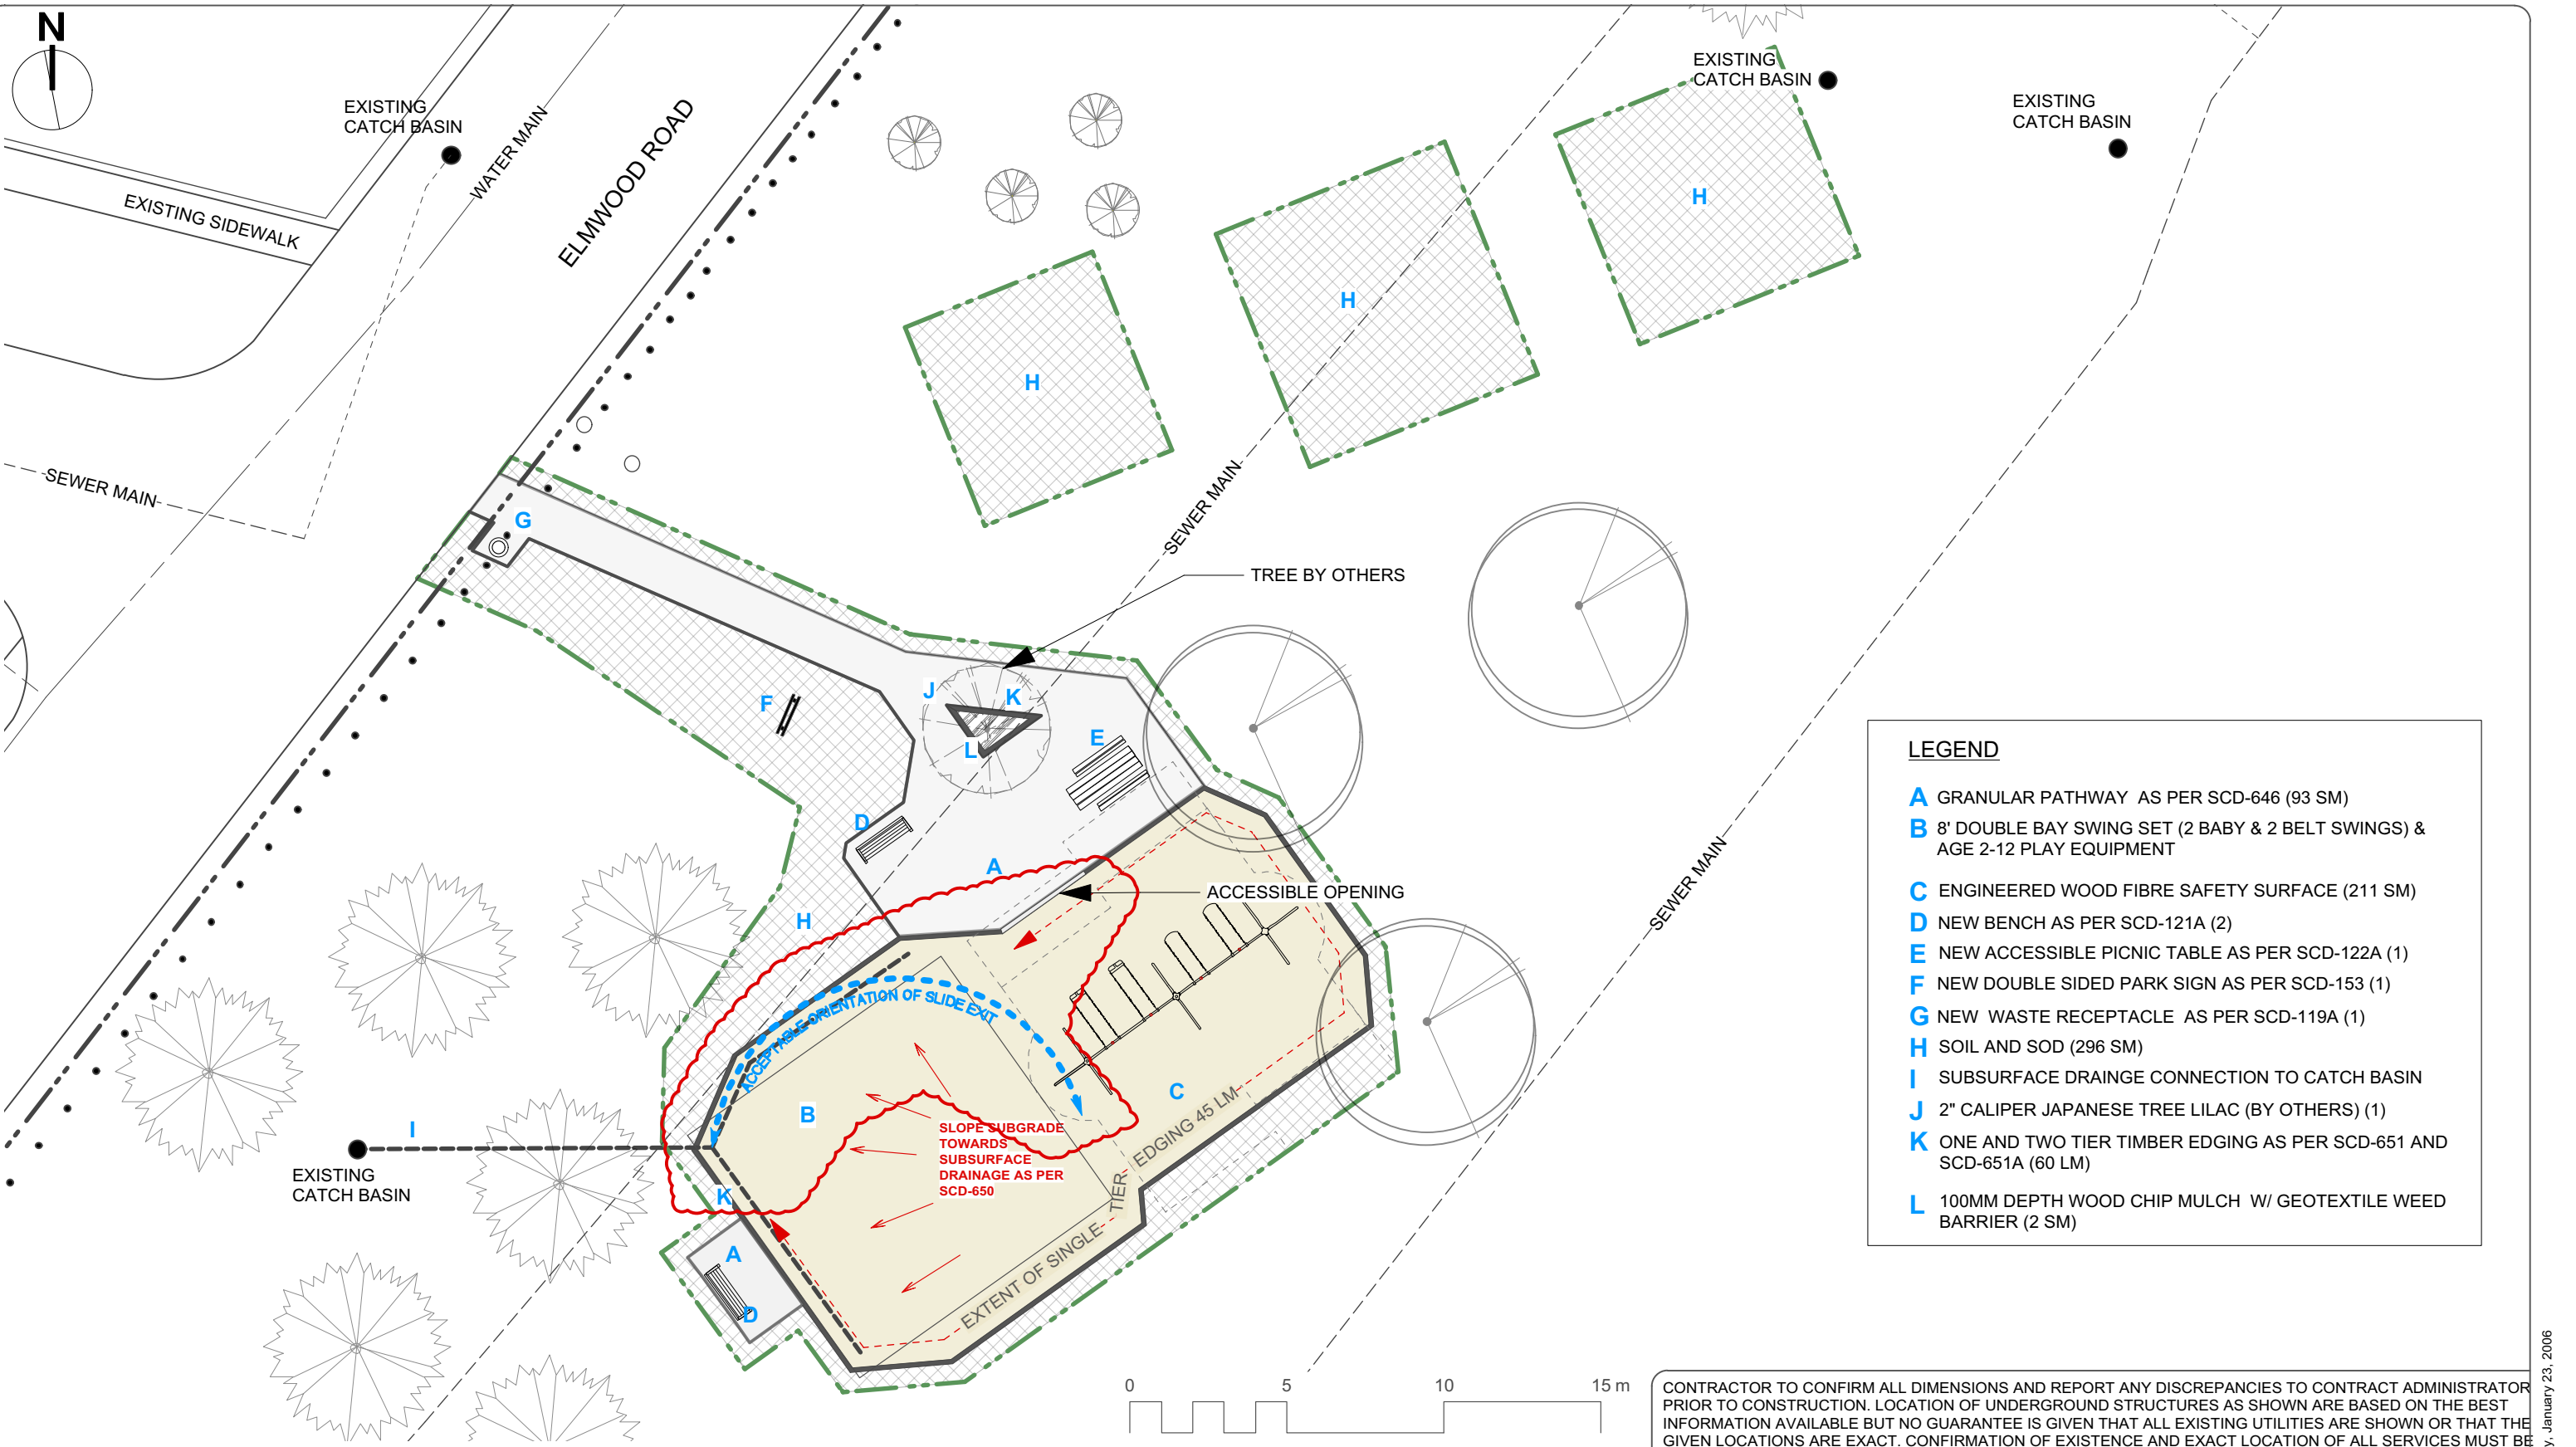 N
EXISTING
CATCH BASIN
WATER MAIN
ELMWOOD ROAD
EXISTING SIDEWALK
SEWER MAIN
EXISTING
CATCH BASIN
EXISTING
CATCH BASIN
H
H
H
G
SEWER MAIN
TREE BY OTHERS
F
J
K
L
E
D
A
ACCESSIBLE OPENING
H
SEWER MAIN
ACCEPTABLE ORIENTATION OF SLIDE EXIT
B
C
SLOPE SUBGRADE
TOWARDS
SUBSURFACE
DRAINAGE AS PER
SCD-650
EXTENT OF SINGLE TIER EDGING 45 LM
I
EXISTING
CATCH BASIN
K
A
D
LEGEND
A GRANULAR PATHWAY AS PER SCD-646 (93 SM)
B 8' DOUBLE BAY SWING SET (2 BABY & 2 BELT SWINGS) &
AGE 2-12 PLAY EQUIPMENT
C ENGINEERED WOOD FIBRE SAFETY SURFACE (211 SM)
D NEW BENCH AS PER SCD-121A (2)
E NEW ACCESSIBLE PICNIC TABLE AS PER SCD-122A (1)
F NEW DOUBLE SIDED PARK SIGN AS PER SCD-153 (1)
G NEW WASTE RECEPTACLE AS PER SCD-119A (1)
H SOIL AND SOD (296 SM)
I SUBSURFACE DRAINGE CONNECTION TO CATCH BASIN
J 2" CALIPER JAPANESE TREE LILAC (BY OTHERS) (1)
K ONE AND TWO TIER TIMBER EDGING AS PER SCD-651 AND
SCD-651A (60 LM)
L 100MM DEPTH WOOD CHIP MULCH W/ GEOTEXTILE WEED
BARRIER (2 SM)
0 5 10 15 m
CONTRACTOR TO CONFIRM ALL DIMENSIONS AND REPORT ANY DISCREPANCIES TO CONTRACT ADMINISTRATOR
PRIOR TO CONSTRUCTION. LOCATION OF UNDERGROUND STRUCTURES AS SHOWN ARE BASED ON THE BEST
INFORMATION AVAILABLE BUT NO GUARANTEE IS GIVEN THAT ALL EXISTING UTILITIES ARE SHOWN OR THAT THE
GIVEN LOCATIONS ARE EXACT. CONFIRMATION OF EXISTENCE AND EXACT LOCATION OF ALL SERVICES MUST BE
y, January 23, 2006